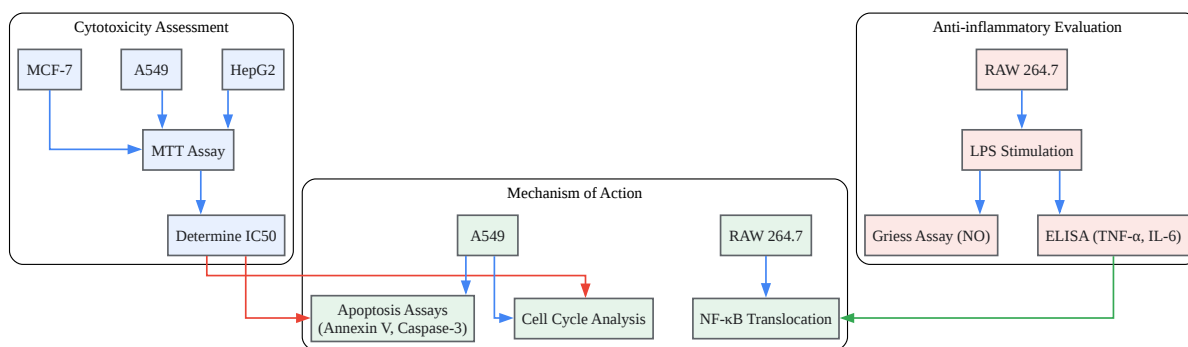 Cytotoxicity Assessment
MCF-7
A549
HepG2
MTT Assay
Determine IC50
Mechanism of Action
A549
RAW 264.7
Apoptosis Assays
(Annexin V, Caspase-3)
Cell Cycle Analysis
NF-κB Translocation
Anti-inflammatory Evaluation
RAW 264.7
LPS Stimulation
Griess Assay (NO)
ELISA (TNF-α, IL-6)